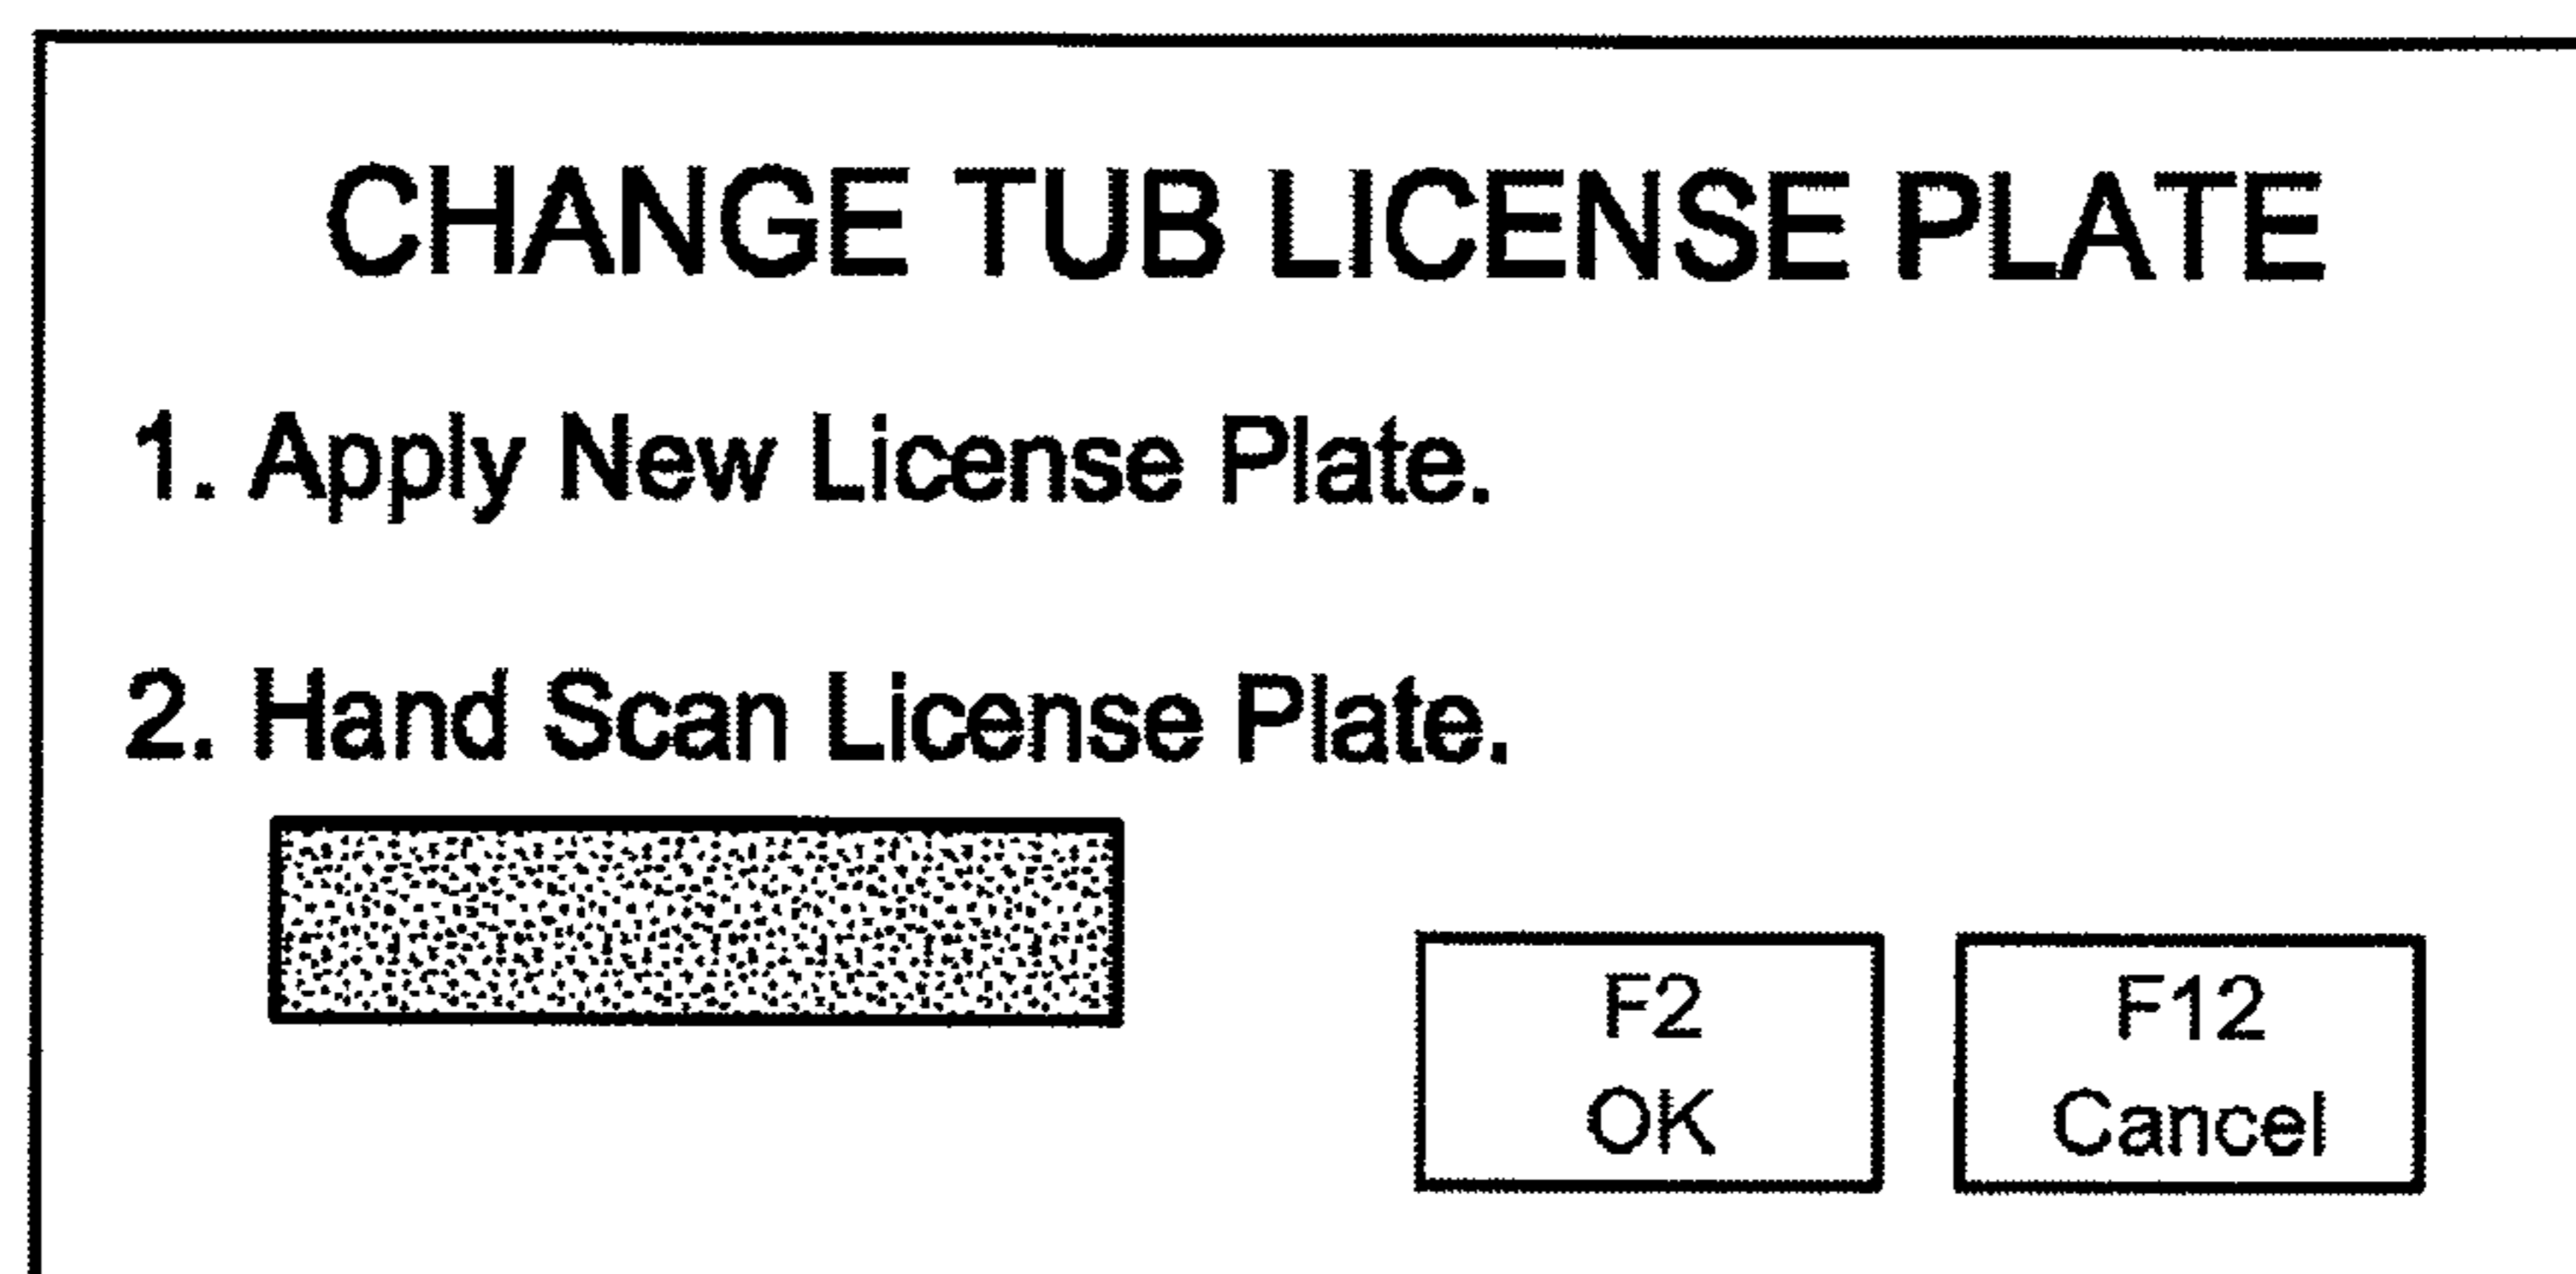 CHANGE TUB LICENSE PLATE
1. Apply New License Plate.
2. Hand Scan License Plate.
F2
OK
F12
Cancel